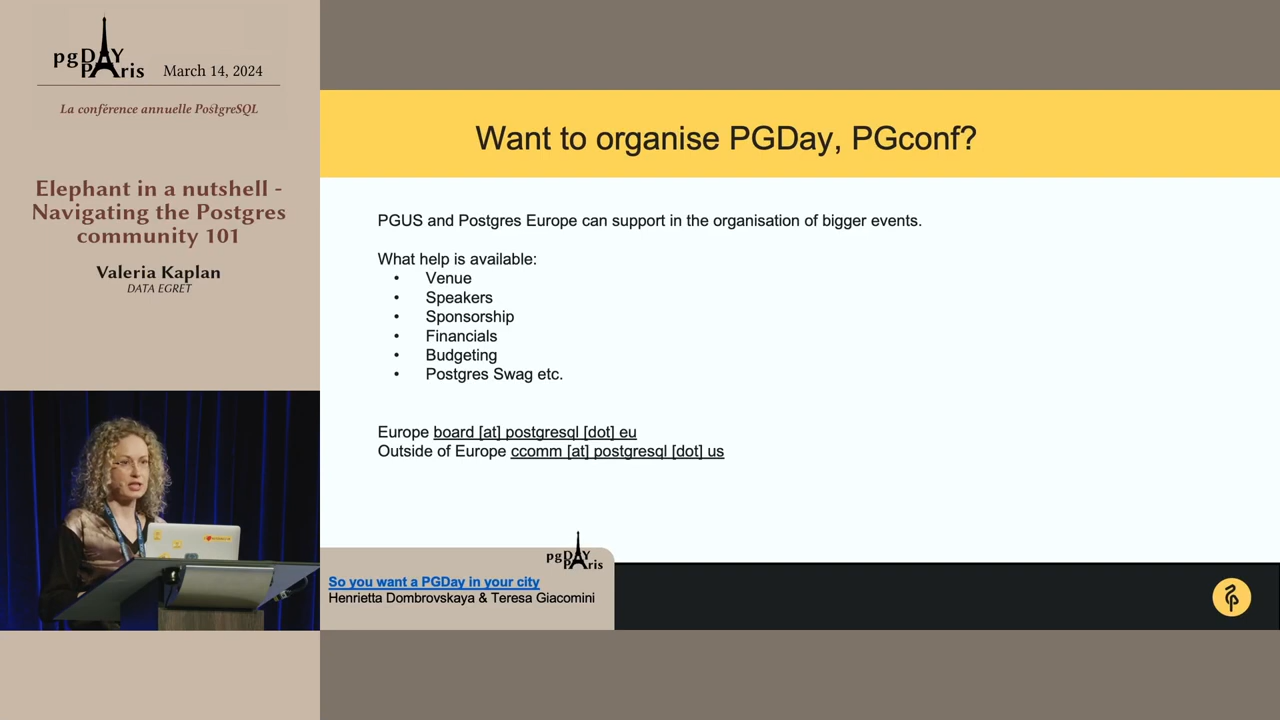 pgDAY
PAris
March 14, 2024
La conférence annuelle PostgreSQL
Elephant in a nutshell -
Navigating the Postgres
community 101
Valeria Kaplan
DATA EGRET
Want to organise PGDay, PGconf?
PGUS and Postgres Europe can support in the organisation of bigger events.
What help is available:
• Venue
• Speakers
• Sponsorship
• Financials
• Budgeting
• Postgres Swag etc.
Europe board [at] postgresql [dot] eu
Outside of Europe ccomm [at] postgresql [dot] us
pgDAY
PAris
So you want a PGDay in your city
Henrietta Dombrovskaya & Teresa Giacomini